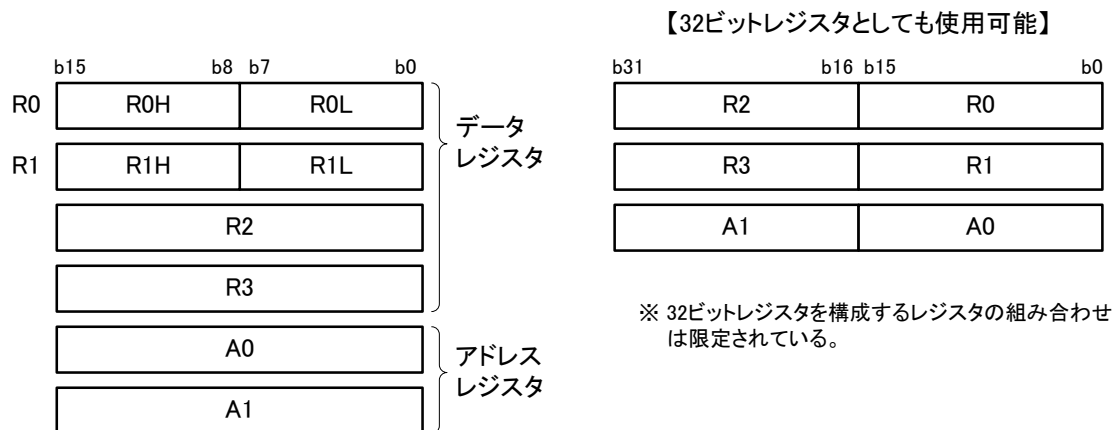 【32ビットレジスタとしても使用可能】
b15 b8 b7 b0
R0 R0H R0L
R1 R1H R1L
R2
R3
データ
レジスタ
A0
A1
アドレス
レジスタ
b31 b16 b15 b0
R2 R0
R3 R1
A1 A0
※ 32ビットレジスタを構成するレジスタの組み合わせ
は限定されている。